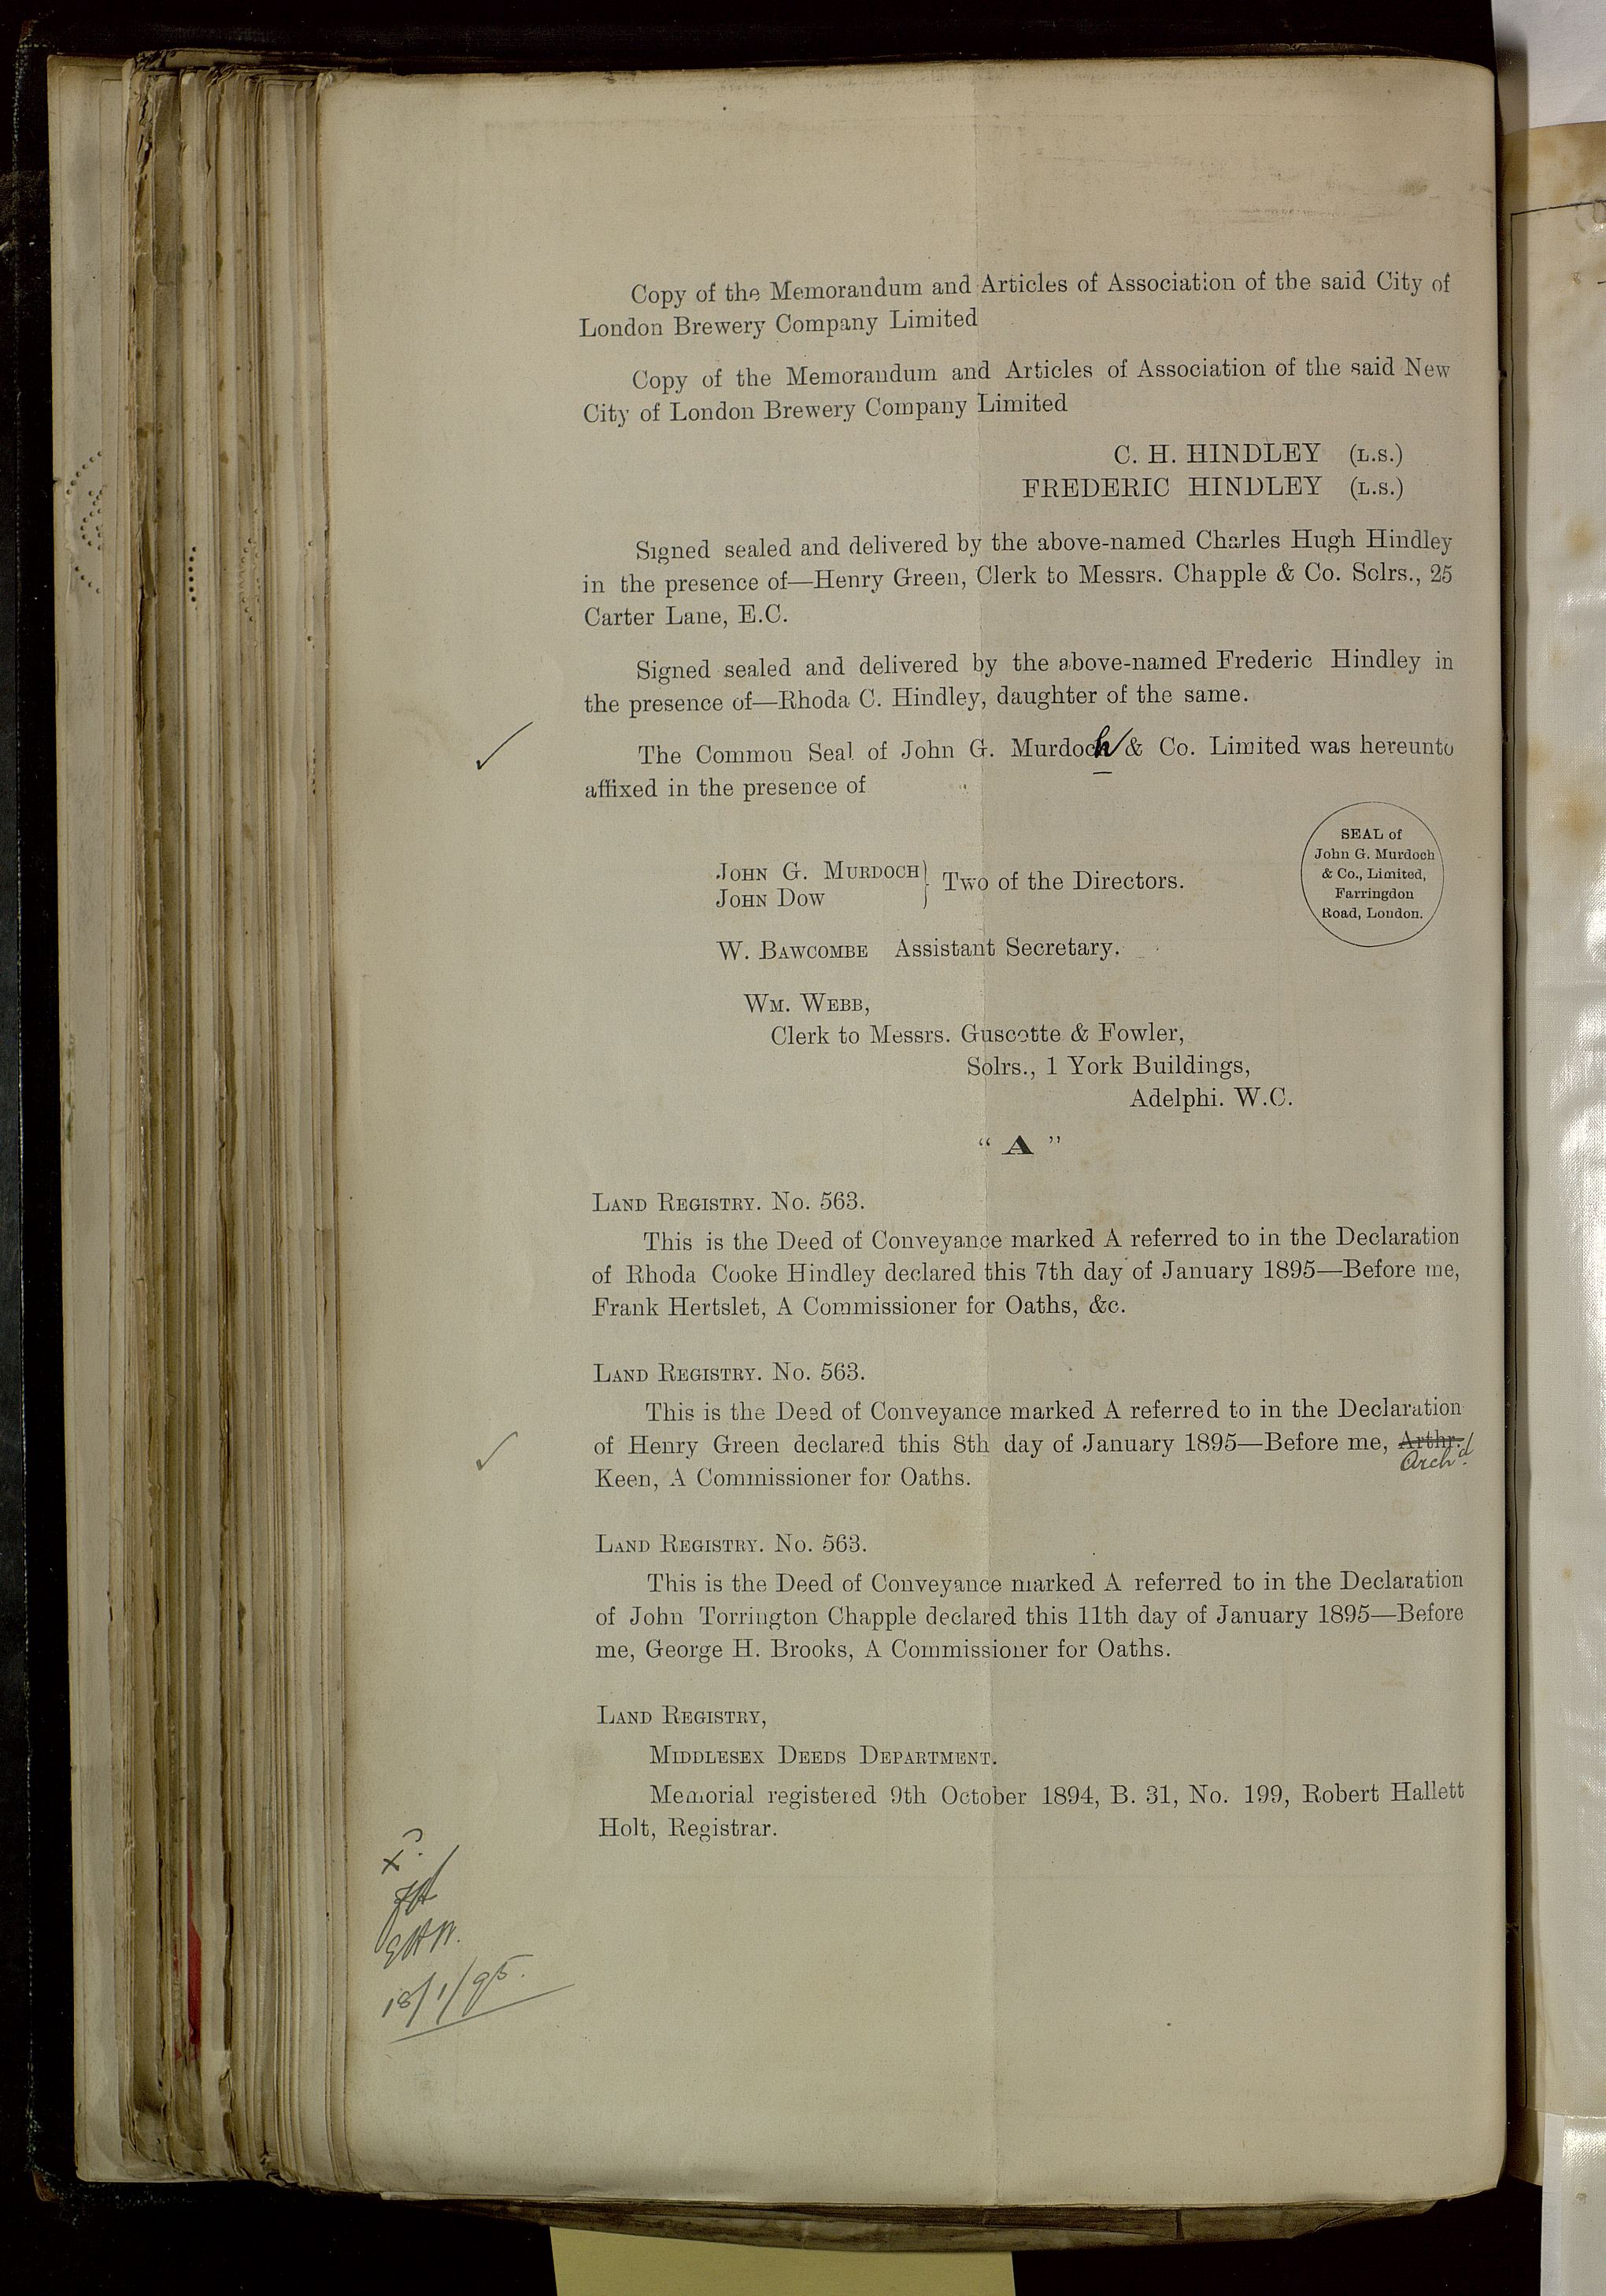 Copy of the Memorandum and Articles of Association of the said City of
London Brewery Company Limited
Copy of the Memorandum and Articles of Association of the said New
City of London Brewery Company Limited
C. H. HINDLEY (L.S.)
FREDERIC HINDLEY (L.S.)
Signed sealed and delivered by the above-named Charles Hugh Hindley
in the presence of—Henry Green, Clerk to Messrs. Chapple & Co. Solrs., 25
Carter Lane, E.C.
Signed sealed and delivered by the above-named Frederic Hindley in
the presence of—Rhoda C. Hindley, daughter of the same.
The Common Seal of John G. Murdoch & Co. Limited was hereunto
affixed in the presence of
SEAL of
John G. Murdoch
& Co., Limited,
Farringdon
Road, London.
JOHN G. MURDOCH
JOHN DOW
Two of the Directors.
W. BAWCOMBE Assistant Secretary.
WM. WEBB,
Clerk to Messrs. Guscotte & Fowler,
Solrs., 1 York Buildings,
Adelphi. W.C.
“ A ”
LAND REGISTRY. No. 563.
This is the Deed of Conveyance marked A referred to in the Declaration
of Rhoda Cooke Hindley declared this 7th day of January 1895—Before me,
Frank Hertslet, A Commissioner for Oaths, &c.
LAND REGISTRY. No. 563.
This is the Deed of Conveyance marked A referred to in the Declaration
of Henry Green declared this 8th day of January 1895—Before me, Arthr.
Archd.
Keen, A Commissioner for Oaths.
LAND REGISTRY. No. 563.
This is the Deed of Conveyance marked A referred to in the Declaration
of John Torrington Chapple declared this 11th day of January 1895—Before
me, George H. Brooks, A Commissioner for Oaths.
LAND REGISTRY,
MIDDLESEX DEEDS DEPARTMENT.
Memorial registered 9th October 1894, B. 31, No. 199, Robert Hallett
Holt, Registrar.
18/1/95.